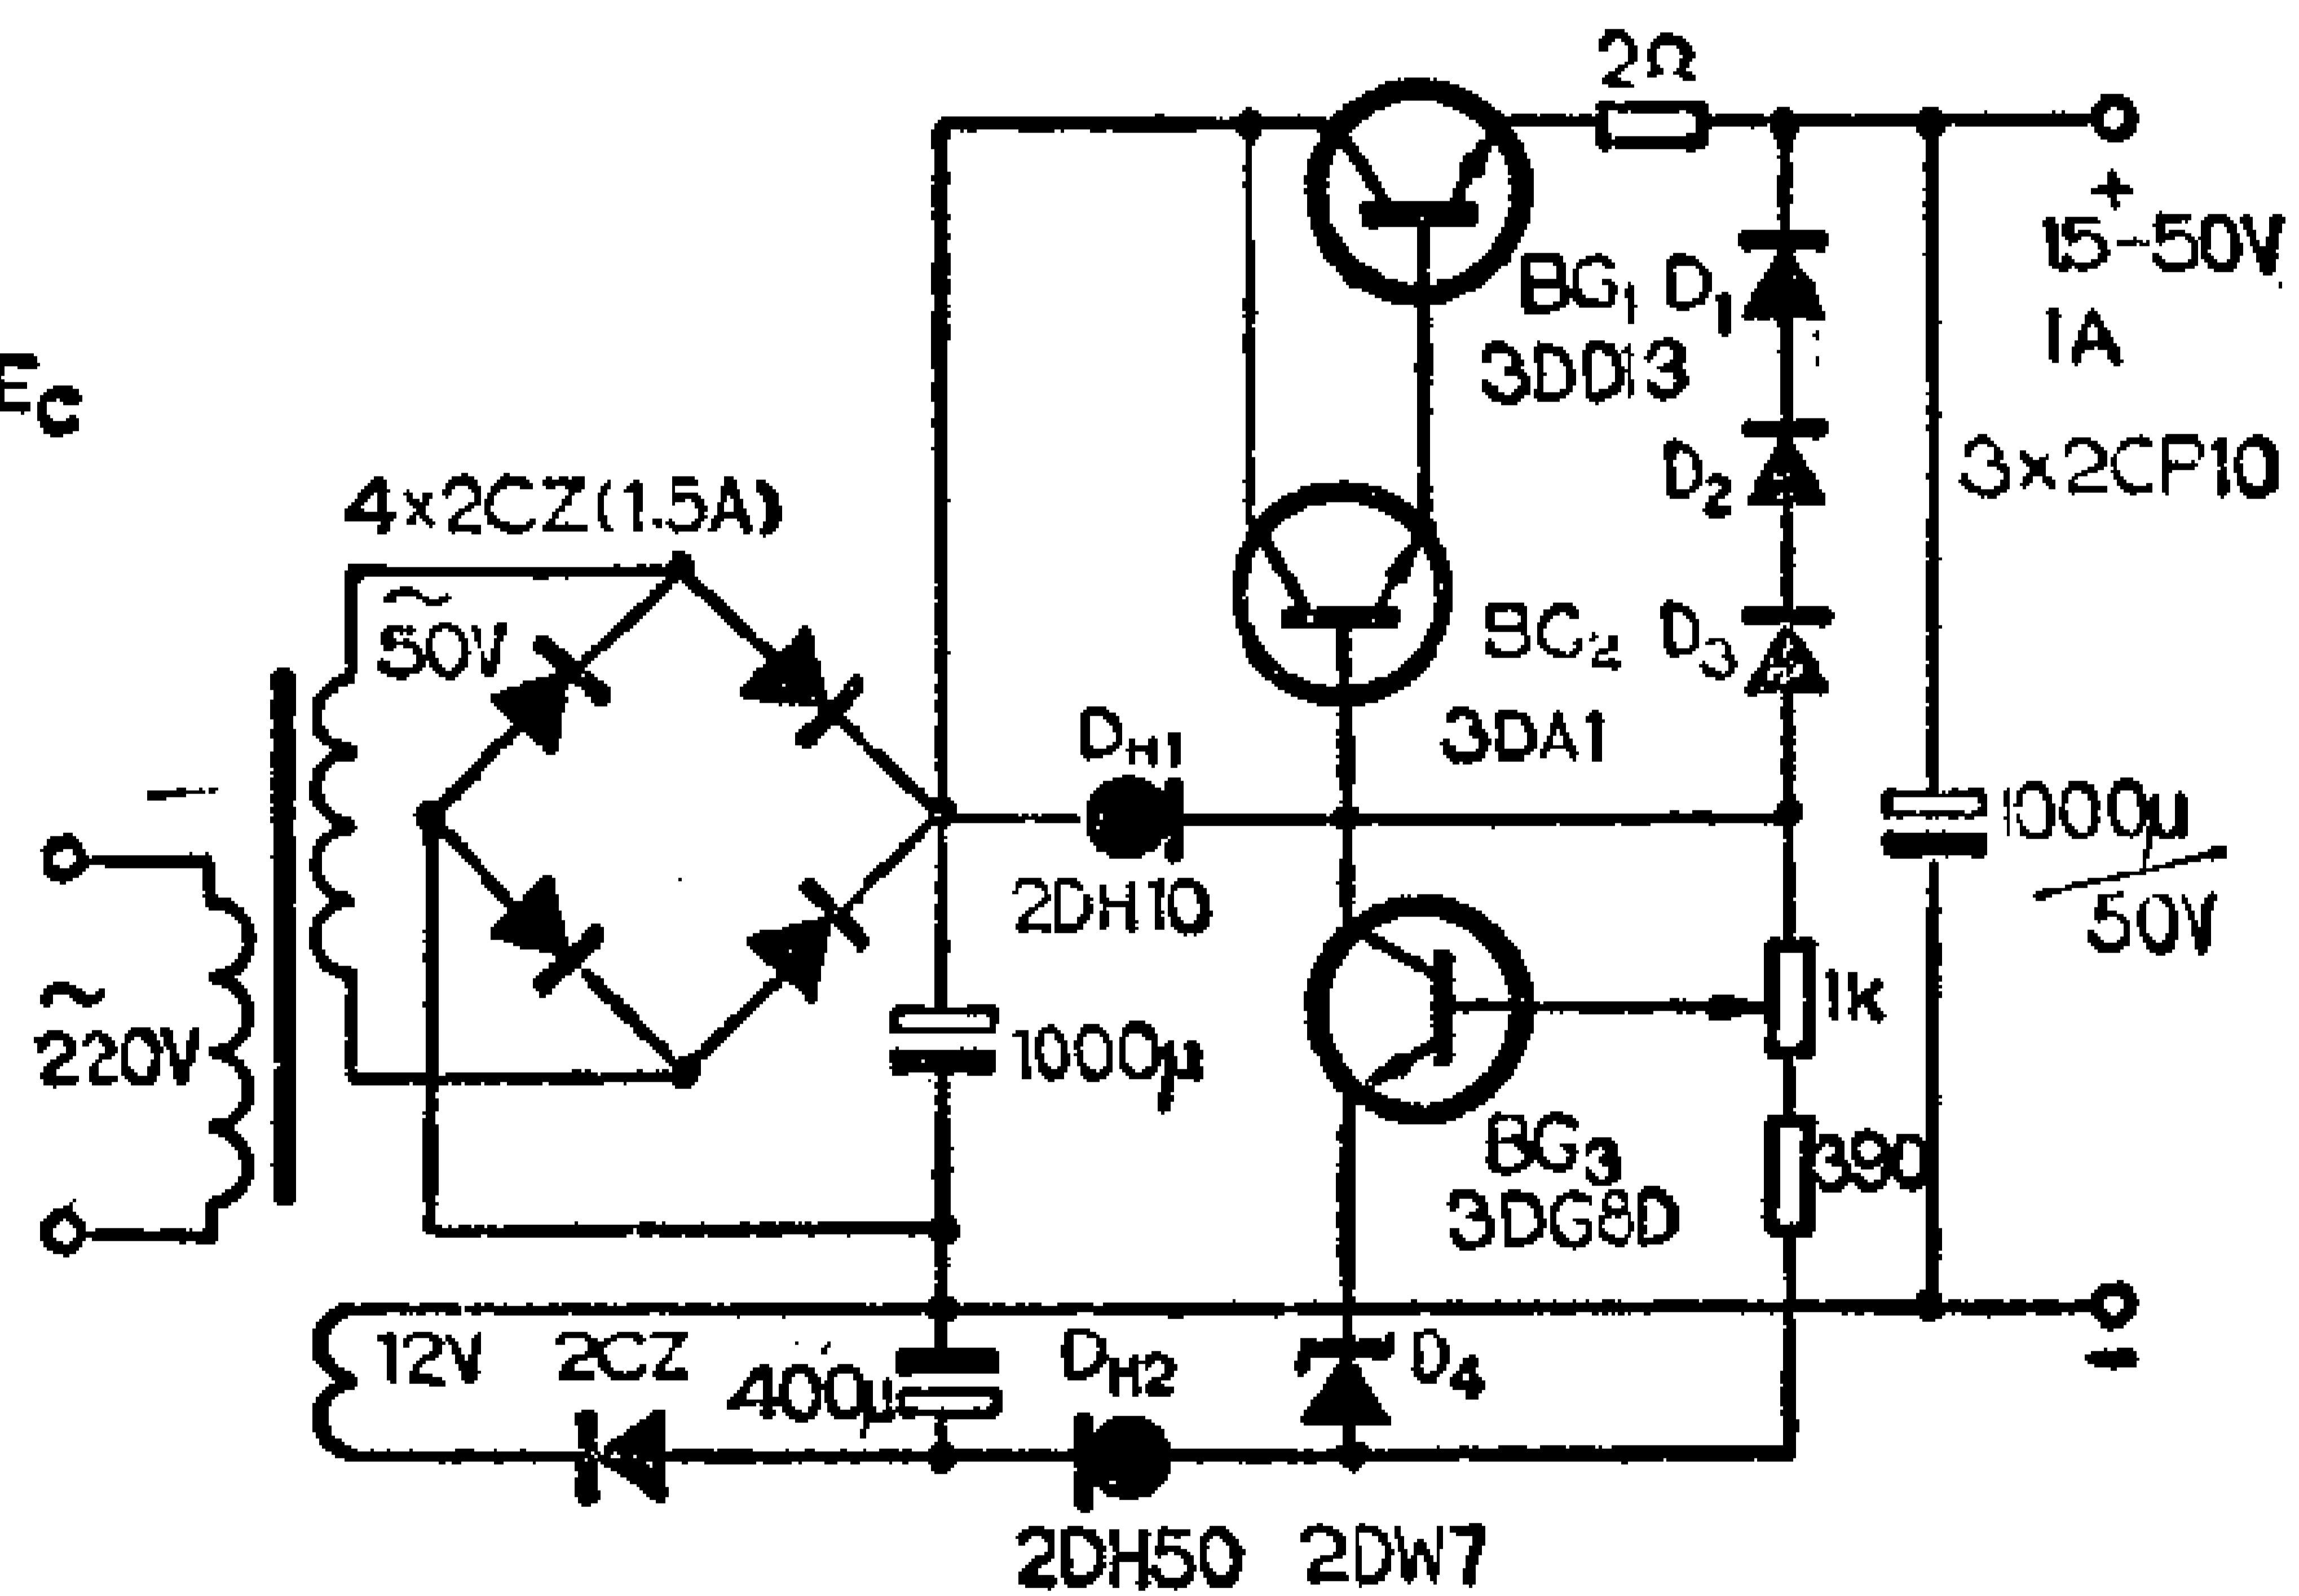 2Ω
+
15-50V
1A
BG1 D1
3DD13
Ec
4×2CZ(1.5A)
D2
3×2CP10
~
50V
BG2 D3
3DA1
DH1
2DH10
1000μ
50V
~
220V
1000μ
1K
BG3
3DG8D
390
12V
2CZ
400μ
DH2
D4
-
2DH50
2DW7